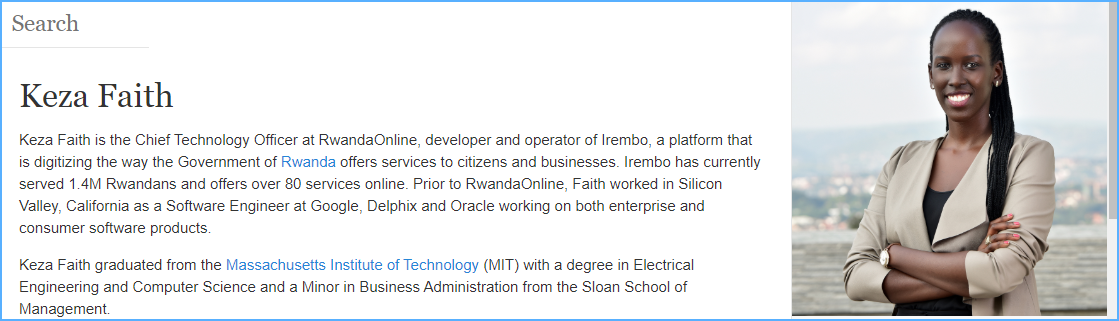 Search
Keza Faith
Keza Faith is the Chief Technology Officer at RwandaOnline, developer and operator of Irembo, a platform that
is digitizing the way the Government of Rwanda offers services to citizens and businesses. Irembo has currently
served 1.4M Rwandans and offers over 80 services online. Prior to RwandaOnline, Faith worked in Silicon
Valley, California as a Software Engineer at Google, Delphix and Oracle working on both enterprise and
consumer software products.
Keza Faith graduated from the Massachusetts Institute of Technology (MIT) with a degree in Electrical
Engineering and Computer Science and a Minor in Business Administration from the Sloan School of
Management.